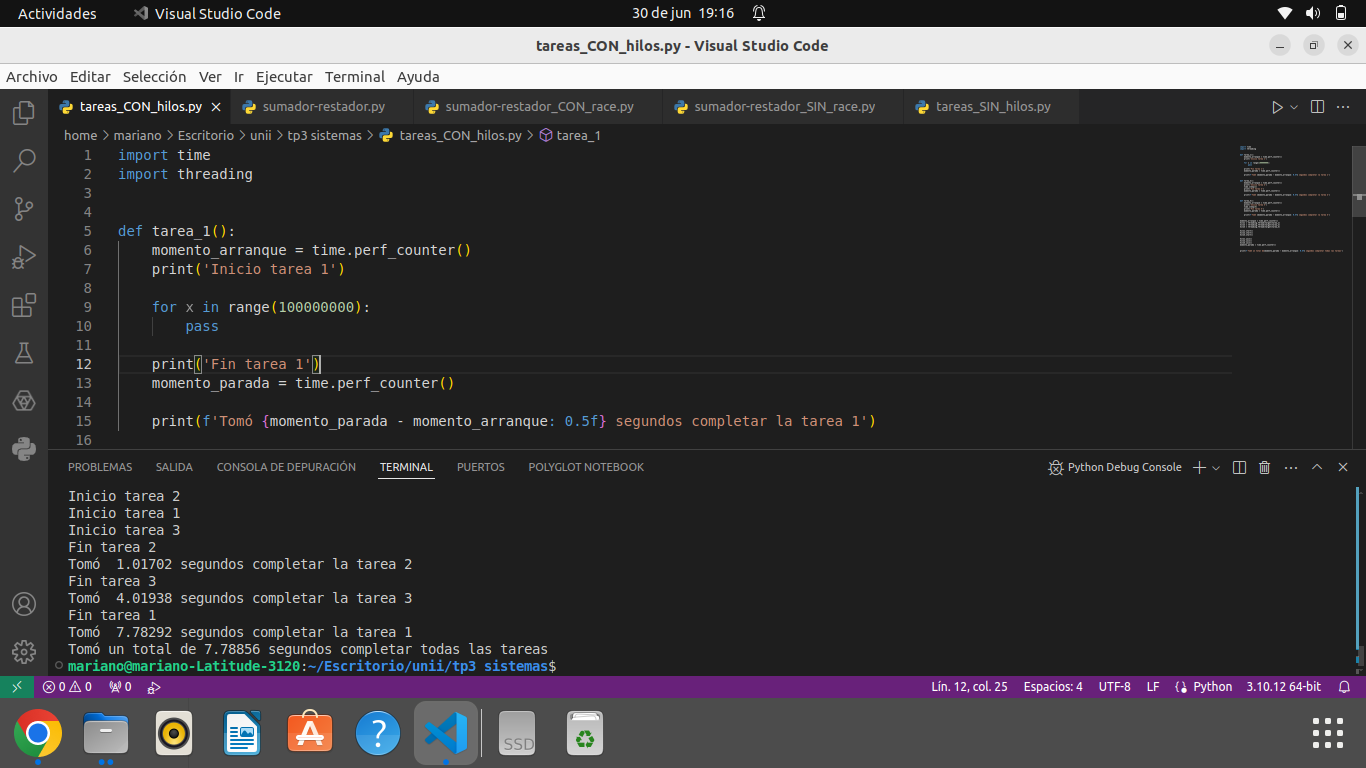 Actividades Visual Studio Code 30 de jun 19:16
tareas_CON_hilos.py - Visual Studio Code
Archivo Editar Selección Ver Ir Ejecutar Terminal Ayuda
tareas_CON_hilos.py sumador-restador.py sumador-restador_CON_race.py sumador-restador_SIN_race.py tareas_SIN_hilos.py
home > mariano > Escritorio > unii > tp3 sistemas > tareas_CON_hilos.py > tarea_1
1 import time
2 import threading
3
4
5 def tarea_1():
6 momento_arranque = time.perf_counter()
7 print('Inicio tarea 1')
8
9 for x in range(100000000):
10 pass
11
12 print('Fin tarea 1')
13 momento_parada = time.perf_counter()
14
15 print(f'Tomó {momento_parada - momento_arranque: 0.5f} segundos completar la tarea 1')
16
PROBLEMAS SALIDA CONSOLA DE DEPURACIÓN TERMINAL PUERTOS POLYGLOT NOTEBOOK Python Debug Console
Inicio tarea 2
Inicio tarea 1
Inicio tarea 3
Fin tarea 2
Tomó  1.01702 segundos completar la tarea 2
Fin tarea 3
Tomó  4.01938 segundos completar la tarea 3
Fin tarea 1
Tomó  7.78292 segundos completar la tarea 1
Tomó un total de 7.78856 segundos completar todas las tareas
mariano@mariano-Latitude-3120:~/Escritorio/unii/tp3 sistemas$
0 0 0 Lín. 12, col. 25 Espacios: 4 UTF-8 LF Python 3.10.12 64-bit
SSD